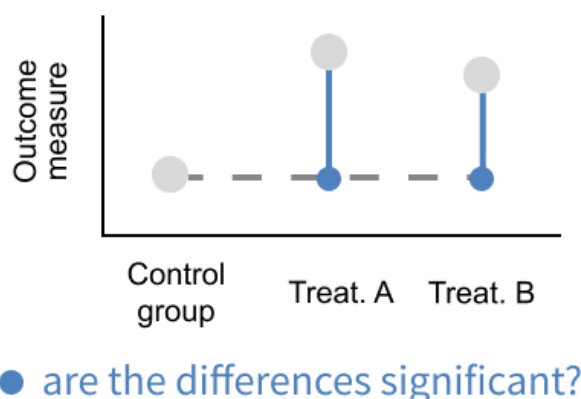 Outcome
measure
Control
group
Treat. A
Treat. B
are the differences significant?